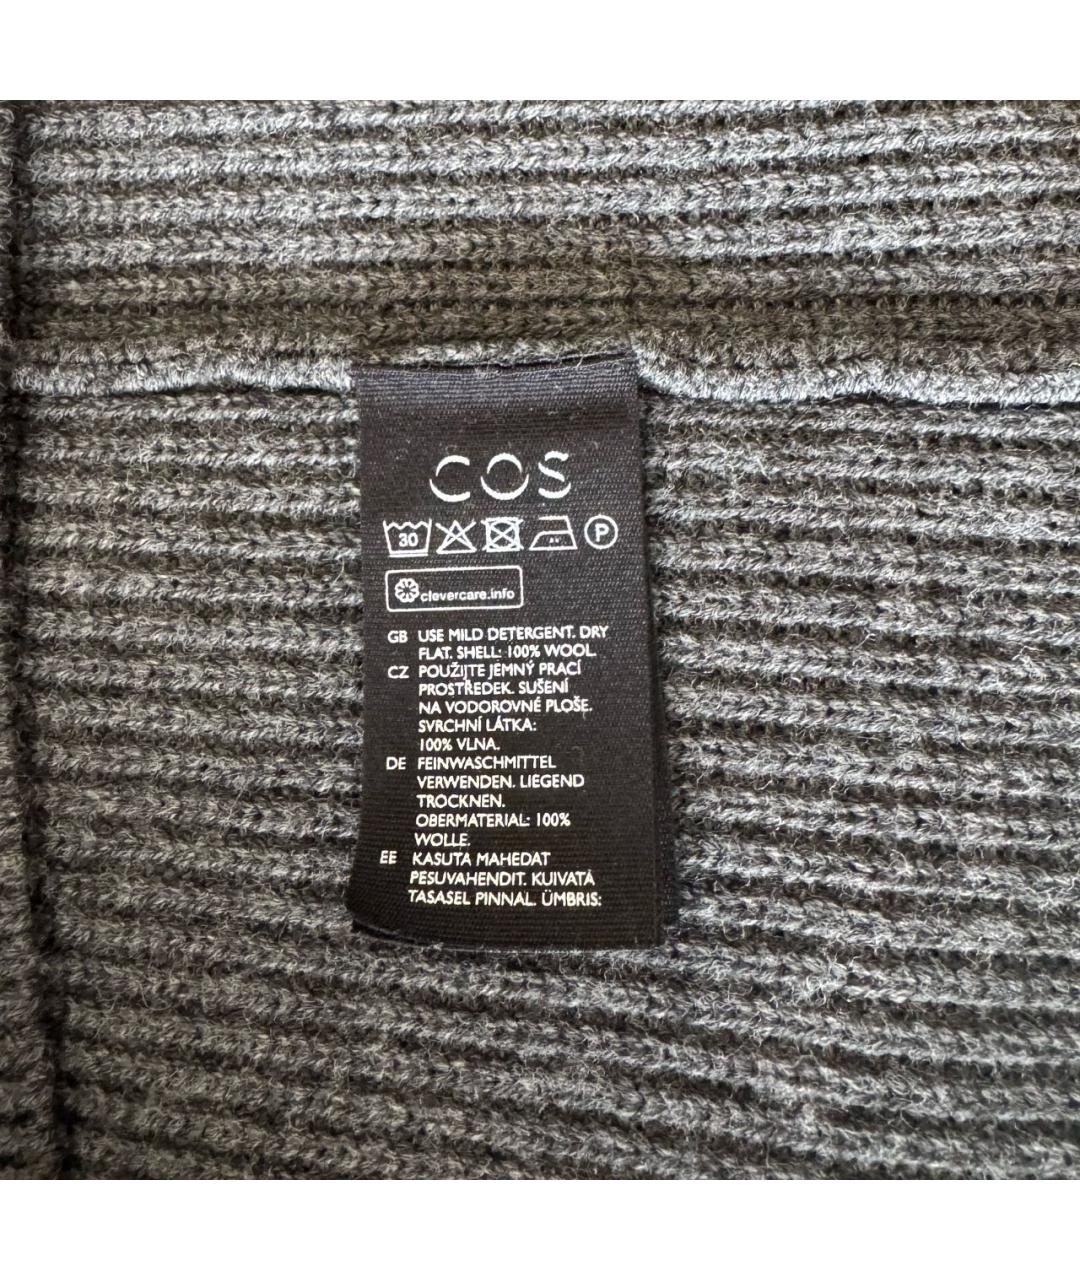 COS
30 P
clevercare.info
GB USE MILD DETERGENT. DRY
FLAT. SHELL: 100% WOOL.
CZ POUŽIJTE JEMNÝ PRACÍ
PROSTŘEDEK. SUŠENÍ
NA VODOROVNÉ PLOŠE.
SVRCHNÍ LÁTKA:
100% VLNA.
DE FEINWASCHMITTEL
VERWENDEN. LIEGEND
TROCKNEN.
OBERMATERIAL: 100%
WOLLE.
EE KASUTA MAHEDAT
PESUVAHENDIT. KUIVATA
TASASEL PINNAL. ÜMBRIS: